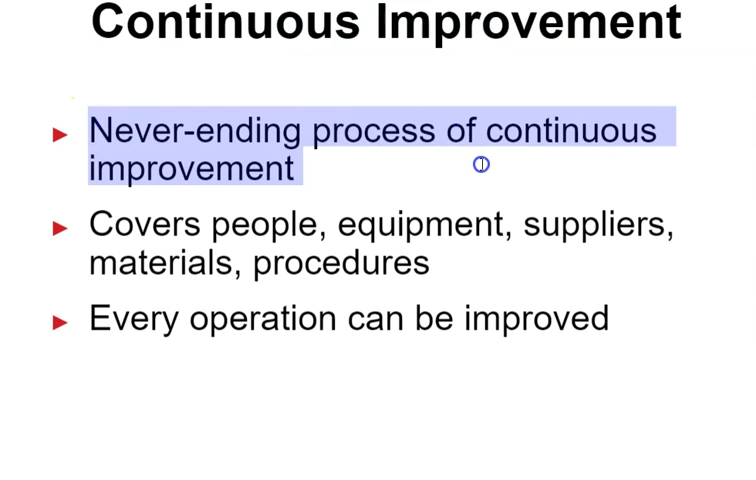 Continuous Improvement
Never-ending process of continuous
improvement
Covers people, equipment, suppliers,
materials, procedures
Every operation can be improved